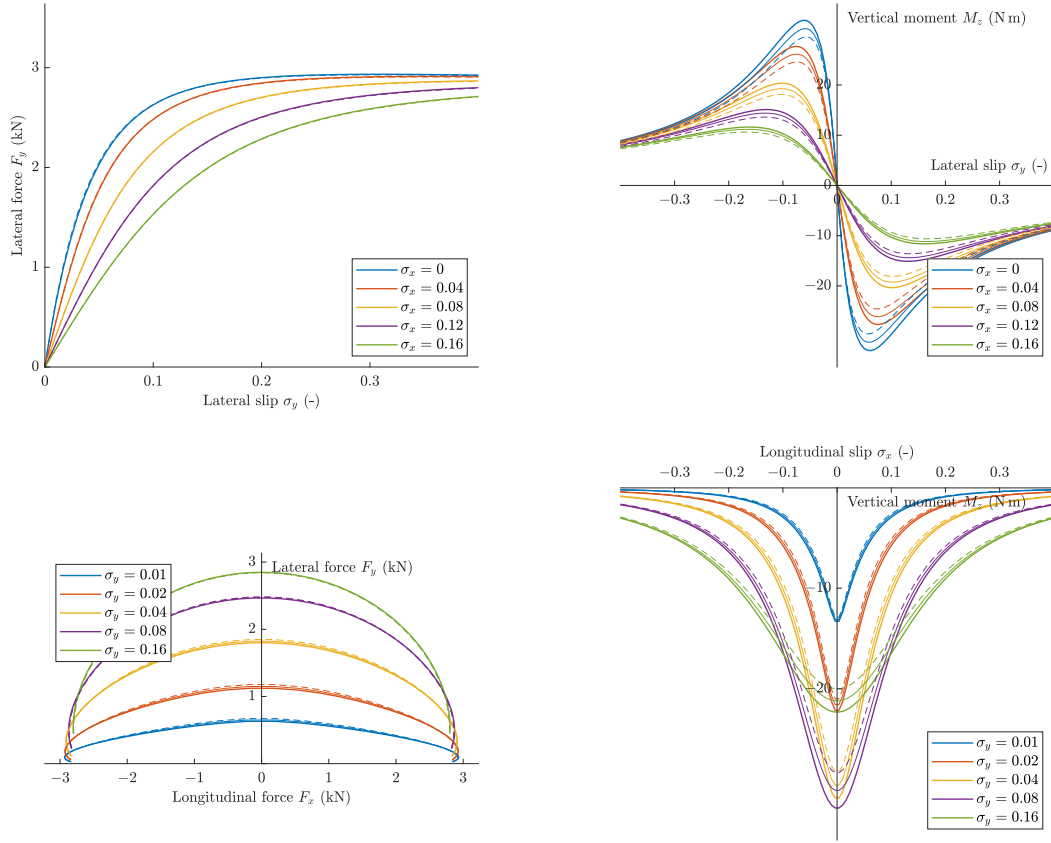 3
2
1
0
Lateral force $F_y$ (kN)
0
0.1
0.2
0.3
Lateral slip $\sigma_y$ (-)
$\sigma_x = 0$
$\sigma_x = 0.04$
$\sigma_x = 0.08$
$\sigma_x = 0.12$
$\sigma_x = 0.16$
Vertical moment $M_z$ (N m)
20
10
Lateral slip $\sigma_y$ (-)
0
−0.3
−0.2
−0.1
0
0.1
0.2
0.3
−10
−20
$\sigma_x = 0$
$\sigma_x = 0.04$
$\sigma_x = 0.08$
$\sigma_x = 0.12$
$\sigma_x = 0.16$
3
Lateral force $F_y$ (kN)
2
1
$\sigma_y = 0.01$
$\sigma_y = 0.02$
$\sigma_y = 0.04$
$\sigma_y = 0.08$
$\sigma_y = 0.16$
−3
−2
−1
0
1
2
3
Longitudinal force $F_x$ (kN)
Longitudinal slip $\sigma_x$ (-)
−0.3
−0.2
−0.1
0
0.1
0.2
0.3
Vertical moment $M_z$ (N m)
−10
−20
$\sigma_y = 0.01$
$\sigma_y = 0.02$
$\sigma_y = 0.04$
$\sigma_y = 0.08$
$\sigma_y = 0.16$